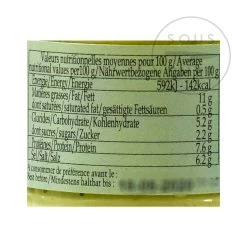 SOUS
Valeurs nutritionnelles moyennes pour 100 g/Average
nutritional values per100 g/Nährwertbezogene Angaben per 100 g
Energie/Energy/Energie 592kJ - 142kcal
Matières grasses/Fat/Fett 11 g
dont saturées/saturated fat/gesättigte Fettsäuren 0.5 g
Glucides/Carbohydrate/Kohlenhydrate 5.2 g
dont sucres/sugars/Zucker 2.2 g
Protéines/Protein/Protein 7.6 g
Sel/Salt/Salz 6.2 g
A consommer de préférence avant le :
Best before/Mindestens haltbar bis :